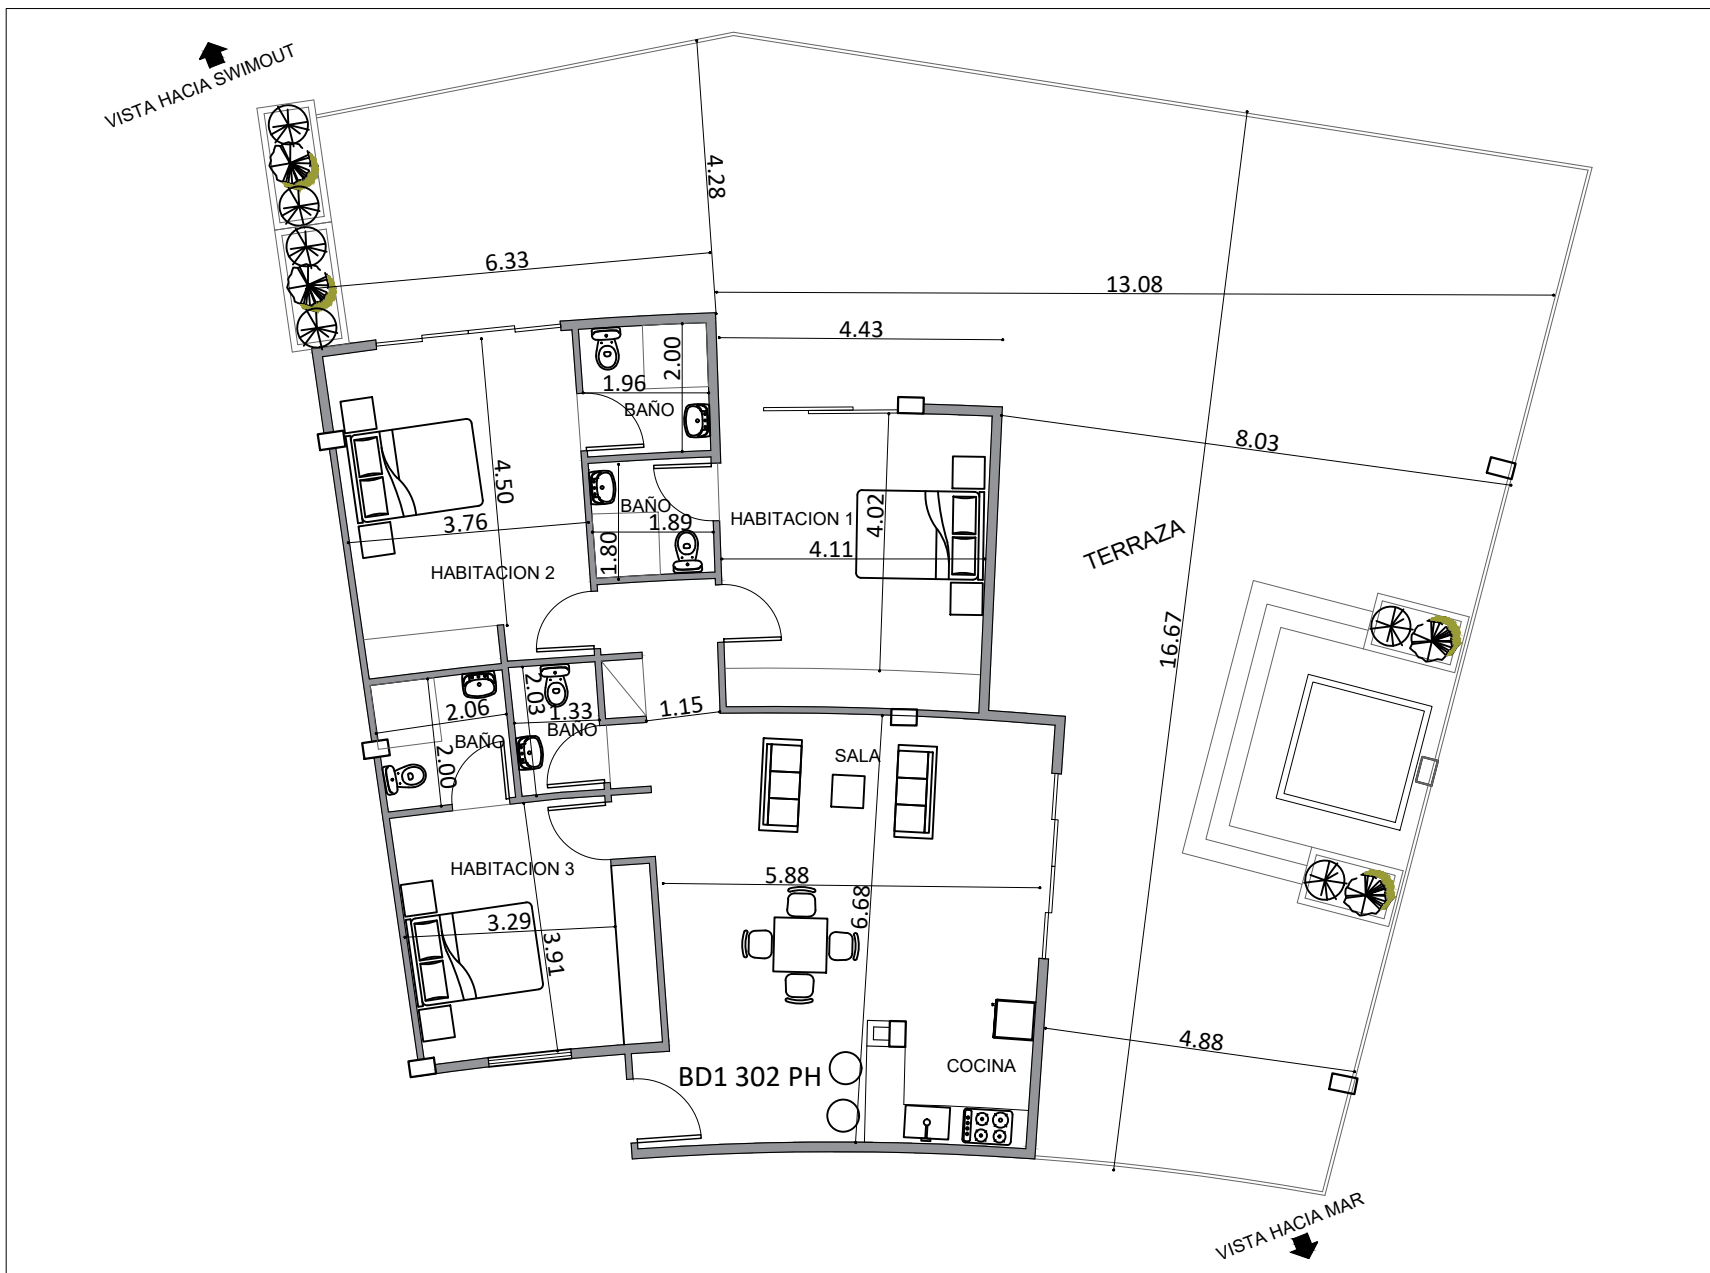 VISTA HACIA SWIMOUT
4.28
6.33
13.08
4.43
2.00
1.96
BAÑO
8.03
4.50
3.76
BAÑO
1.89
1.80
HABITACION 1
4.02
4.11
TERRAZA
HABITACION 2
16.67
2.06
BAÑO
2.00
2.03
1.33
BAÑO
1.15
SALA
HABITACION 3
5.88
6.68
3.29
3.91
4.88
BD1 302 PH
COCINA
VISTA HACIA MAR